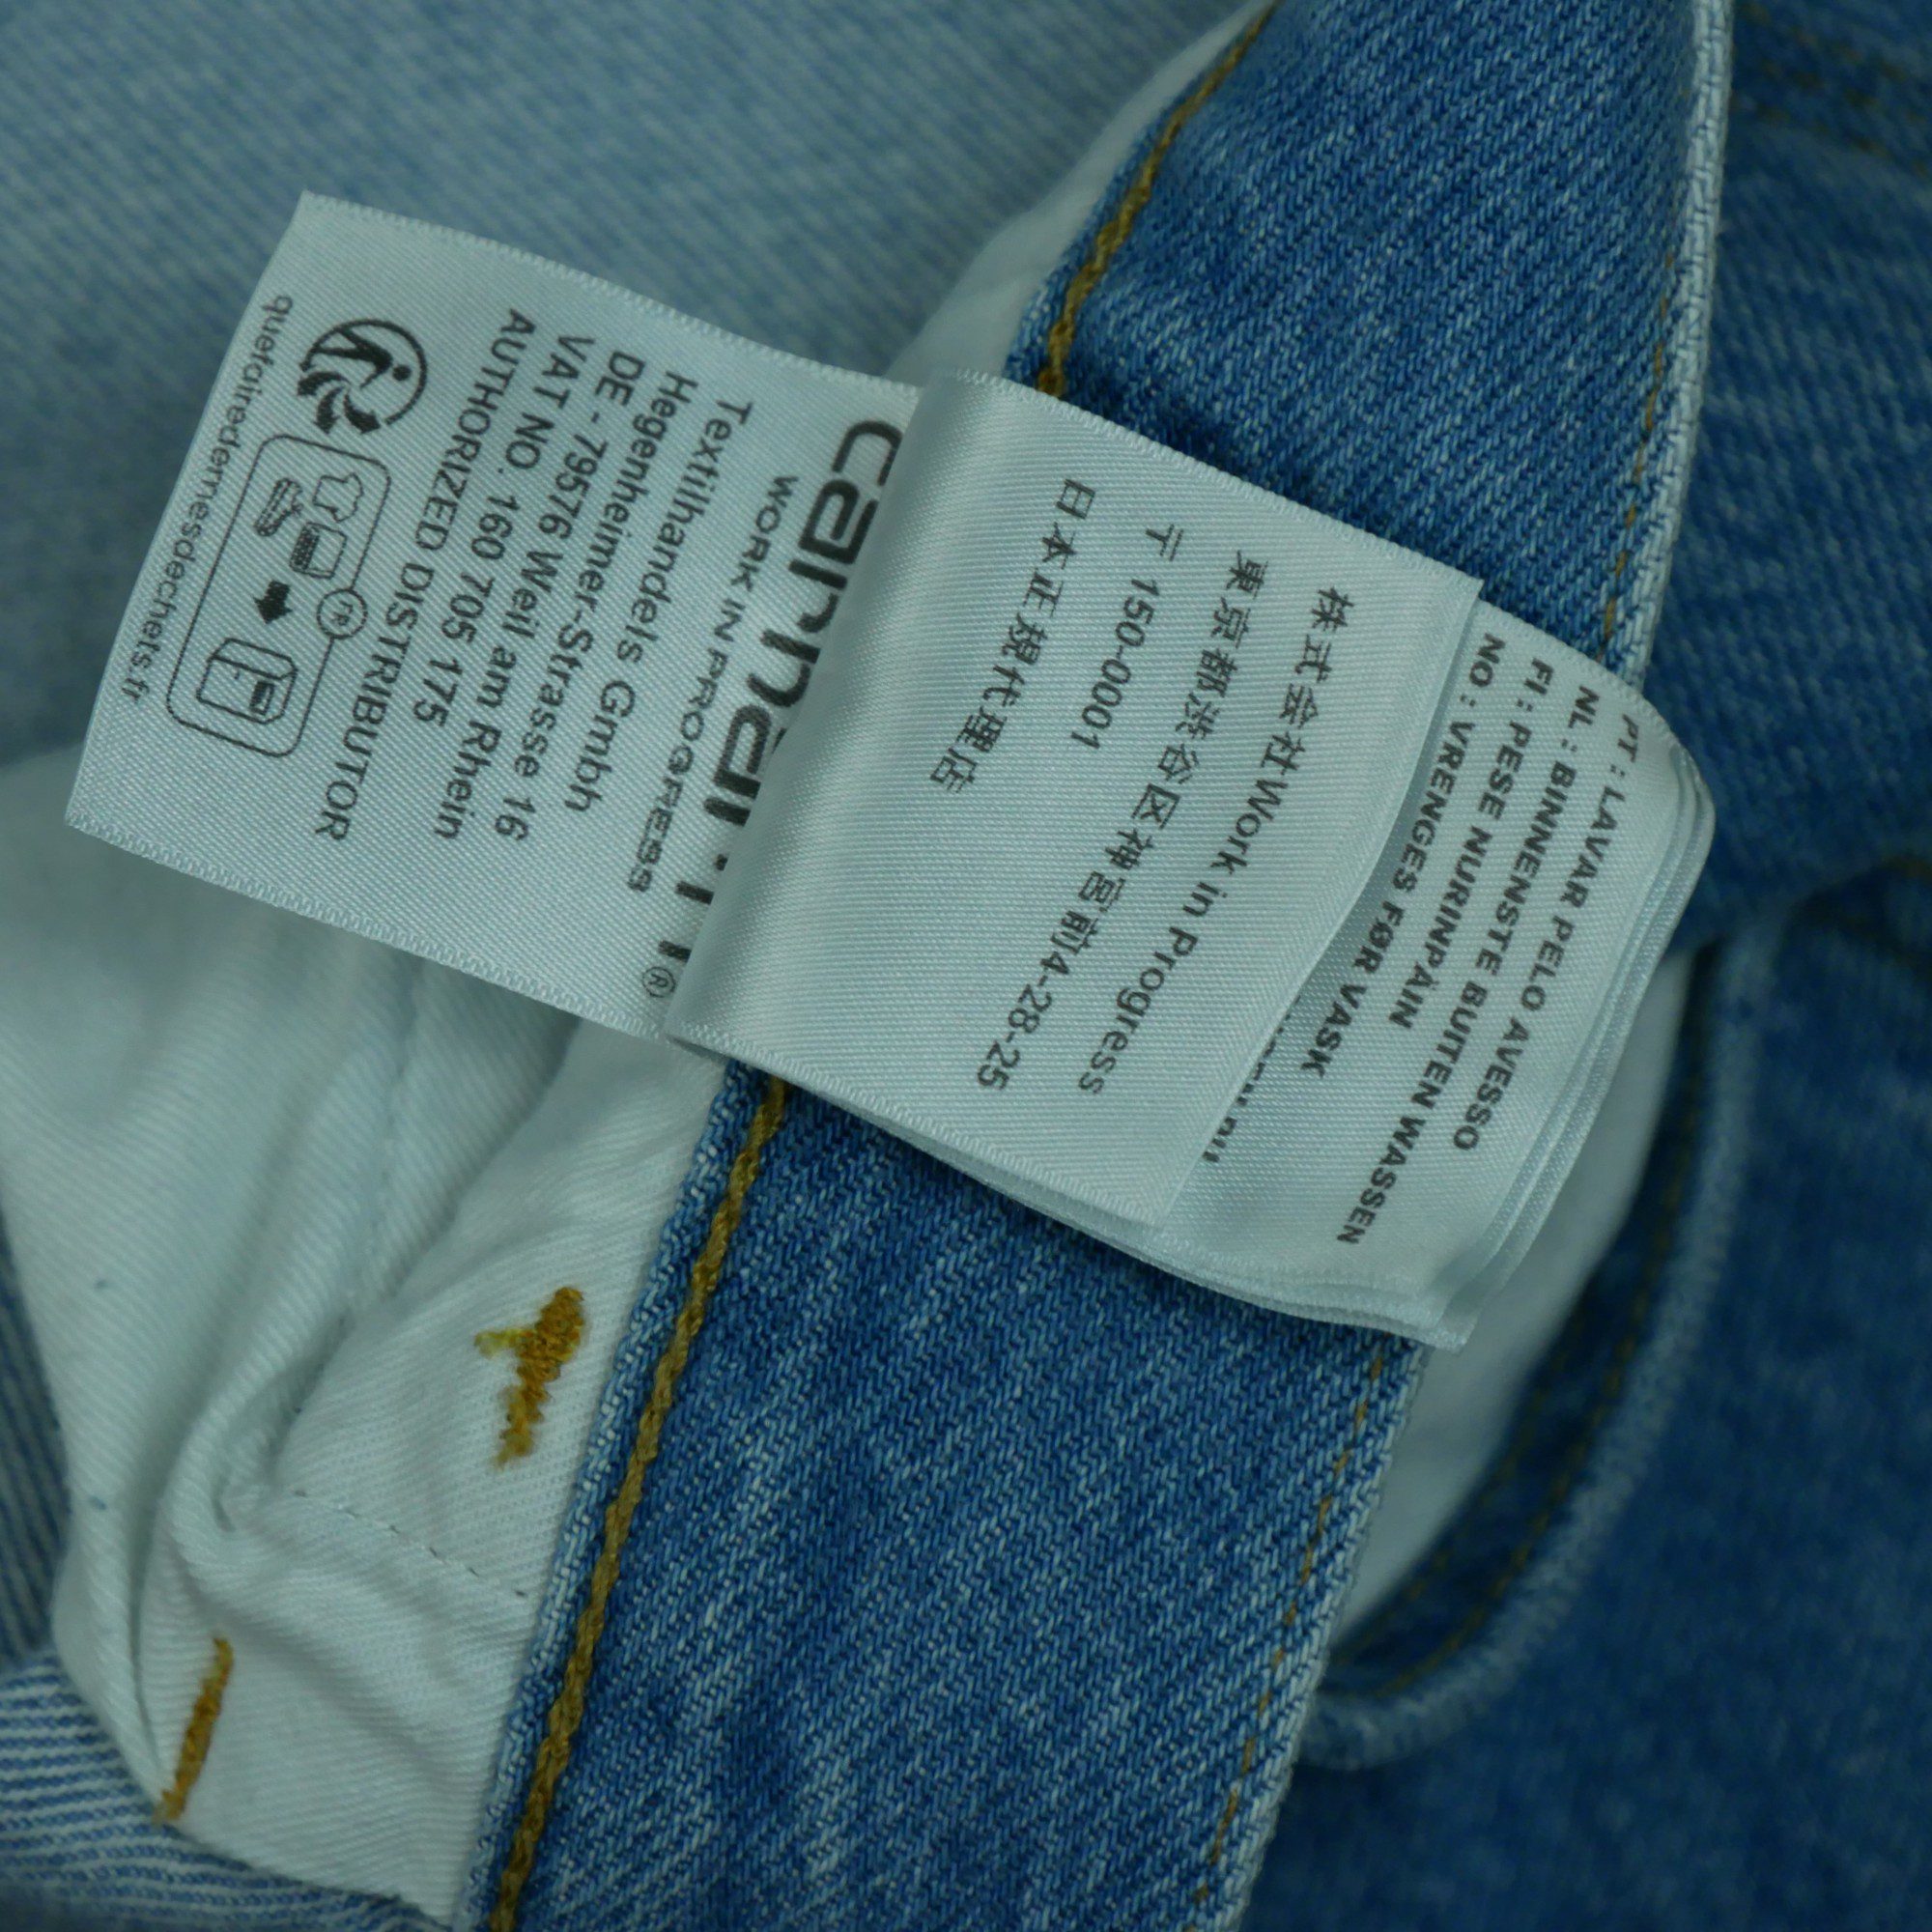 carhartt®
WORK IN PROGRESS
Textilhandels Gmbh
Hegenheimer-Strasse 16
DE - 79576 Weil am Rhein
VAT NO. 160 705 175
AUTHORIZED DISTRIBUTOR
FR
quefairedemesdechets.fr
株式会社Work in Progress
東京都渋谷区神宮前4-28-25
〒150-0001
日本正規代理店
PT : LAVAR PELO AVESSO
NL : BINNENSTE BUITEN WASSEN
FI : PESE NURINPÄIN
NO : VRENGES FØR VASK